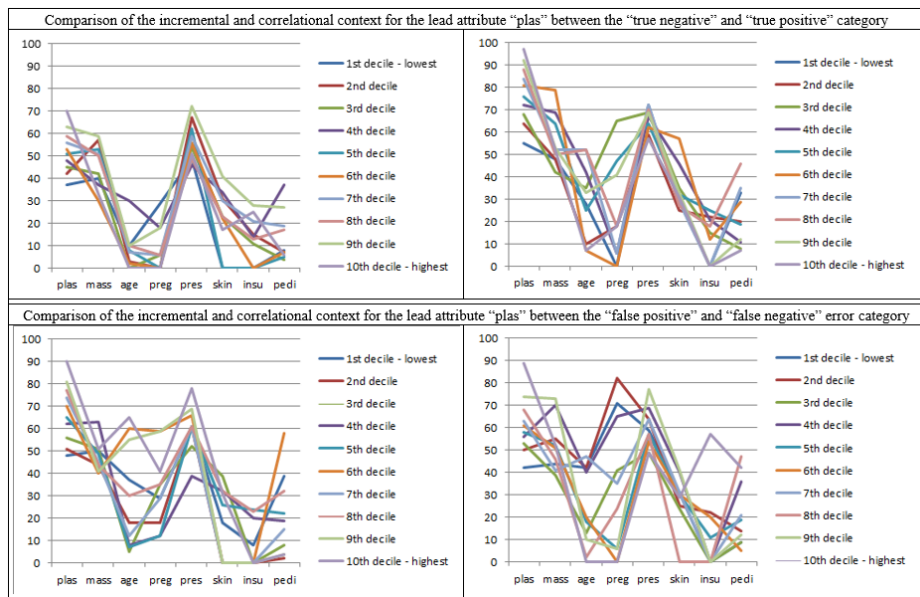 Comparison of the incremental and correlational context for the lead attribute “plas” between the “true negative” and “true positive” category
80
70
60
50
40
30
20
10
0
plas mass age preg pres skin insu pedi
1st decile - lowest
2nd decile
3rd decile
4th decile
5th decile
6th decile
7th decile
8th decile
9th decile
10th decile - highest
100
90
80
70
60
50
40
30
20
10
0
plas mass age preg pres skin insu pedi
1st decile - lowest
2nd decile
3rd decile
4th decile
5th decile
6th decile
7th decile
8th decile
9th decile
10th decile - highest
Comparison of the incremental and correlational context for the lead attribute “plas” between the “false positive” and “false negative” error category
100
90
80
70
60
50
40
30
20
10
0
plas mass age preg pres skin insu pedi
1st decile - lowest
2nd decile
3rd decile
4th decile
5th decile
6th decile
7th decile
8th decile
9th decile
10th decile - highest
100
90
80
70
60
50
40
30
20
10
0
plas mass age preg pres skin insu pedi
1st decile - lowest
2nd decile
3rd decile
4th decile
5th decile
6th decile
7th decile
8th decile
9th decile
10th decile - highest